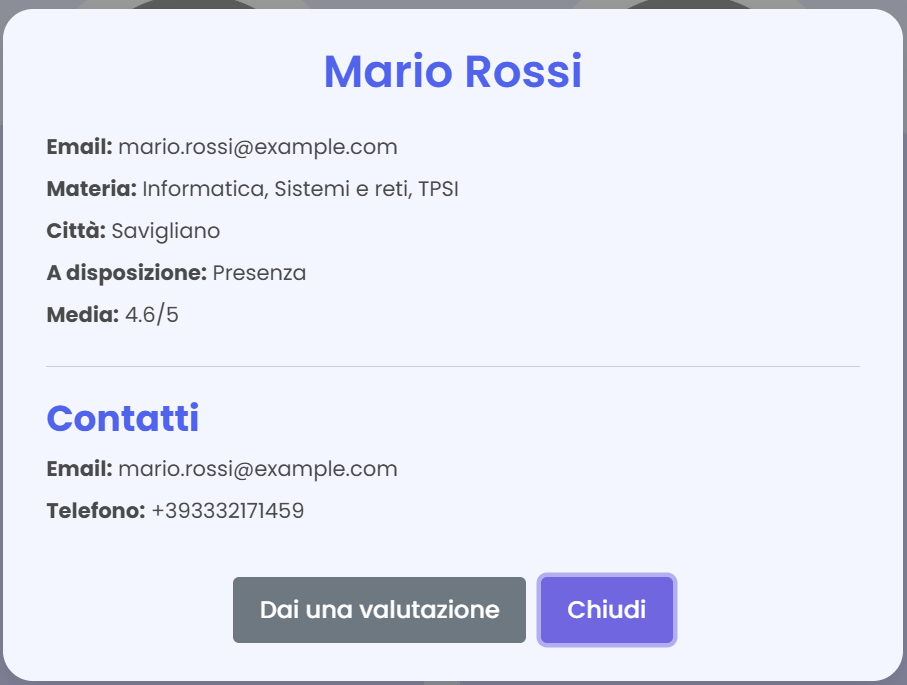 Mario Rossi
Email: mario.rossi@example.com
Materia: Informatica, Sistemi e reti, TPSI
Città: Savigliano
A disposizione: Presenza
Media: 4.6/5
Contatti
Email: mario.rossi@example.com
Telefono: +393332171459
Dai una valutazione
Chiudi